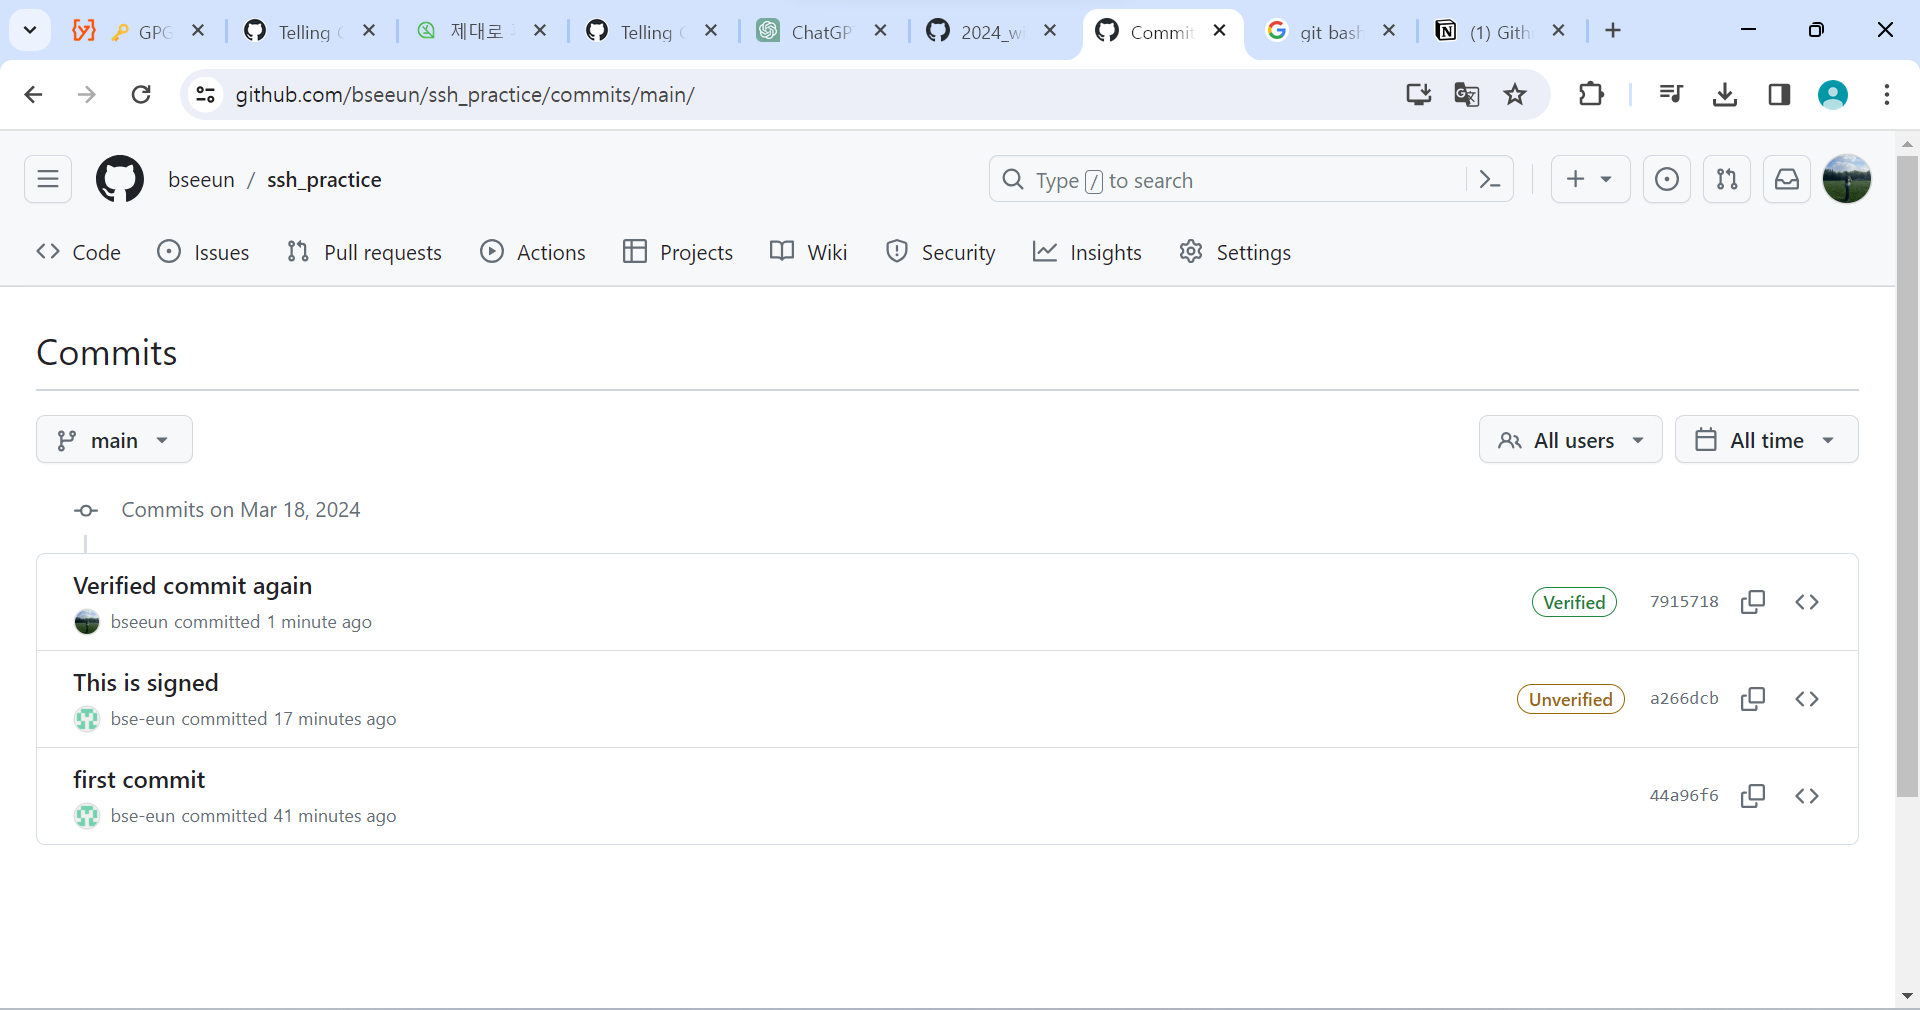 GPG
Telling
제대로
Telling
ChatGP
2024_wi
Commit
git bash
(1) Gith
github.com/bseeun/ssh_practice/commits/main/
bseeun / ssh_practice
Type / to search
Code
Issues
Pull requests
Actions
Projects
Wiki
Security
Insights
Settings
Commits
main
All users
All time
Commits on Mar 18, 2024
Verified commit again
bseeun committed 1 minute ago
Verified
7915718
This is signed
bse-eun committed 17 minutes ago
Unverified
a266dcb
first commit
bse-eun committed 41 minutes ago
44a96f6